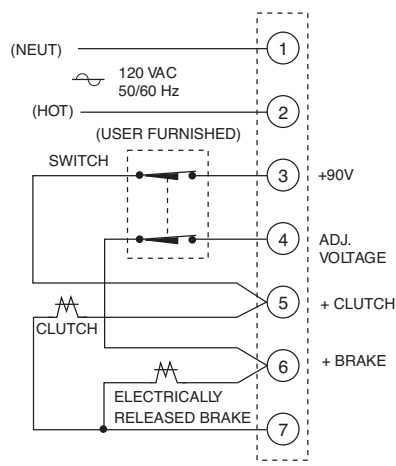 (NEUT)
1
120 VAC
50/60 Hz
(HOT)
2
(USER FURNISHED)
SWITCH
3
+90V
4
ADJ.
VOLTAGE
5
+ CLUTCH
CLUTCH
6
+ BRAKE
ELECTRICALLY
RELEASED BRAKE
7